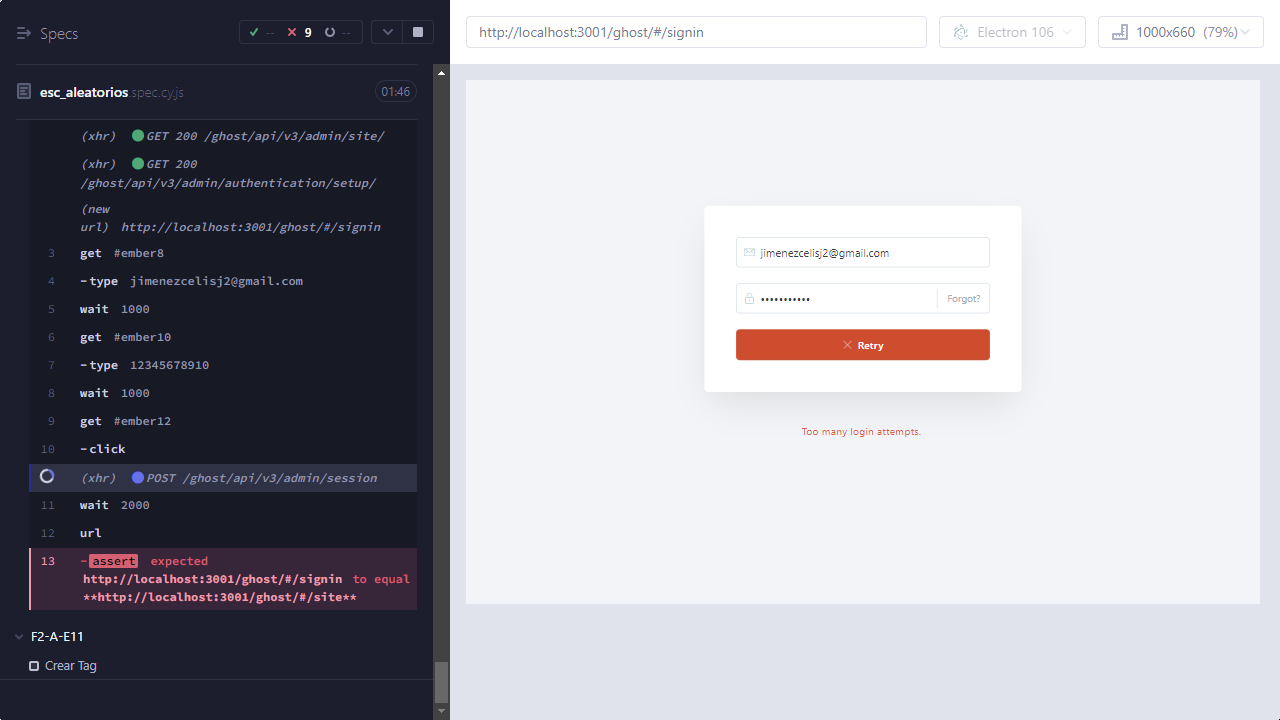 Specs
-- 9 --
esc_aleatorios.spec.cy.js 01:46
(xhr) GET 200 /ghost/api/v3/admin/site/
(xhr) GET 200
/ghost/api/v3/admin/authentication/setup/
(new
url) http://localhost:3001/ghost/#/signin
3 get #ember8
4 -type jimenezcelisj2@gmail.com
5 wait 1000
6 get #ember10
7 -type 12345678910
8 wait 1000
9 get #ember12
10 -click
(xhr) POST /ghost/api/v3/admin/session
11 wait 2000
12 url
13 -assert expected
http://localhost:3001/ghost/#/signin to equal
**http://localhost:3001/ghost/#/site**
F2-A-E11
Crear Tag
http://localhost:3001/ghost/#/signin
Electron 106
1000x660 (79%)
jimenezcelisj2@gmail.com
••••••••••• Forgot?
Retry
Too many login attempts.